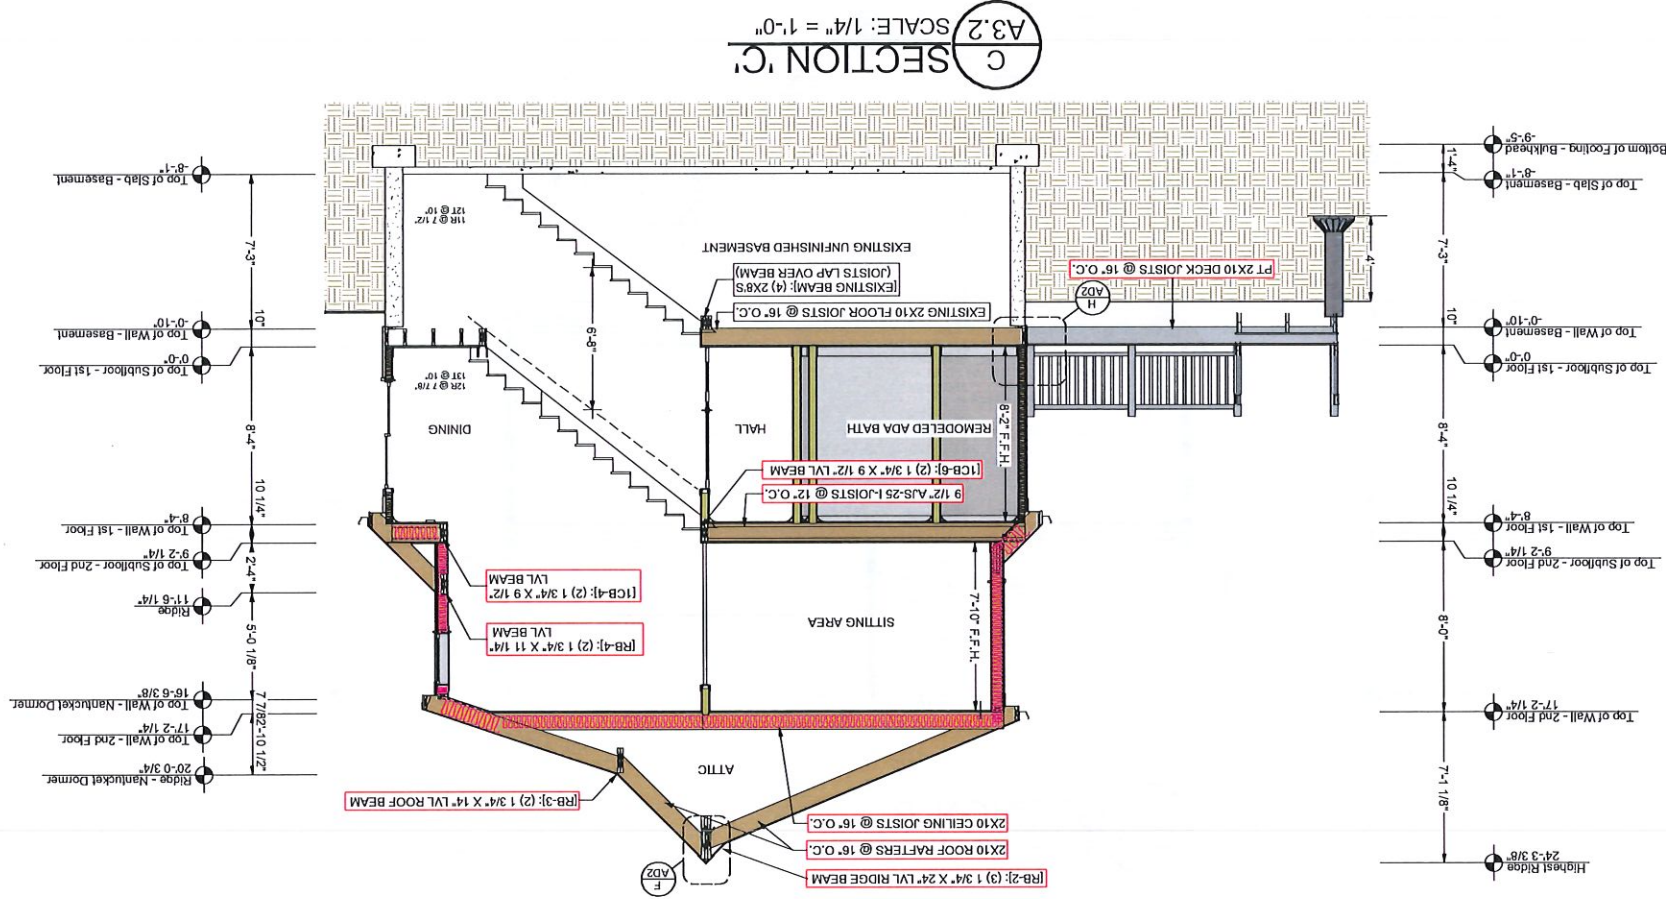 [RB-2]: (3) 1 3/4" X 24" LVL RIDGE BEAM
2X10 ROOF RAFTERS @ 16" O.C.
2X10 CEILING JOISTS @ 16" O.C.
F
AD2
[RB-3]: (2) 1 3/4" X 14" LVL ROOF BEAM
ATTIC
Highest Ridge
24'-3 3/8"
7'-1 1/8"
Top of Wall - 2nd Floor
17'-2 1/4"
8'-0"
Top of Subfloor - 2nd Floor
9'-2 1/4"
10 1/4"
Top of Wall - 1st Floor
8'-4"
8'-4"
Top of Subfloor - 1st Floor
0'-0"
10"
Top of Wall - Basement
-0'-10"
7'-3"
Top of Slab - Basement
-8'-1"
1'-4"
Bottom of Footing - Bulkhead
-9'-5"
SITTING AREA
7'-10" F.F.H.
[RB-4]: (2) 1 3/4" X 11 1/4"
LVL BEAM
[1CB-4]: (2) 1 3/4" X 9 1/2"
LVL BEAM
9 1/2" AJS-25 I-JOISTS @ 12" O.C.
[1CB-6]: (2) 1 3/4" X 9 1/2" LVL BEAM
8'-2" F.F.H.
REMODELED ADA BATH
HALL
DINING
6'-8"
12R @ 7 7/8"
13T @ 10"
EXISTING 2X10 FLOOR JOISTS @ 16" O.C.
[EXISTING BEAM]: (4) 2X8'S
(JOISTS LAP OVER BEAM)
H
AD2
PT 2X10 DECK JOISTS @ 16" O.C.
4'
EXISTING UNFINISHED BASEMENT
11R @ 7 1/2"
12T @ 10"
Ridge - Nantucket Dormer
20'-0 3/4"
2'-10 1/2"
Top of Wall - 2nd Floor
17'-2 1/4"
7 7/8"
Top of Wall - Nantucket Dormer
16'-6 3/8"
5'-0 1/8"
Ridge
11'-6 1/4"
2'-4"
Top of Subfloor - 2nd Floor
9'-2 1/4"
10 1/4"
Top of Wall - 1st Floor
8'-4"
8'-4"
Top of Subfloor - 1st Floor
0'-0"
10"
Top of Wall - Basement
-0'-10"
7'-3"
Top of Slab - Basement
-8'-1"
C
A3.2
SECTION 'C'
SCALE: 1/4" = 1'-0"